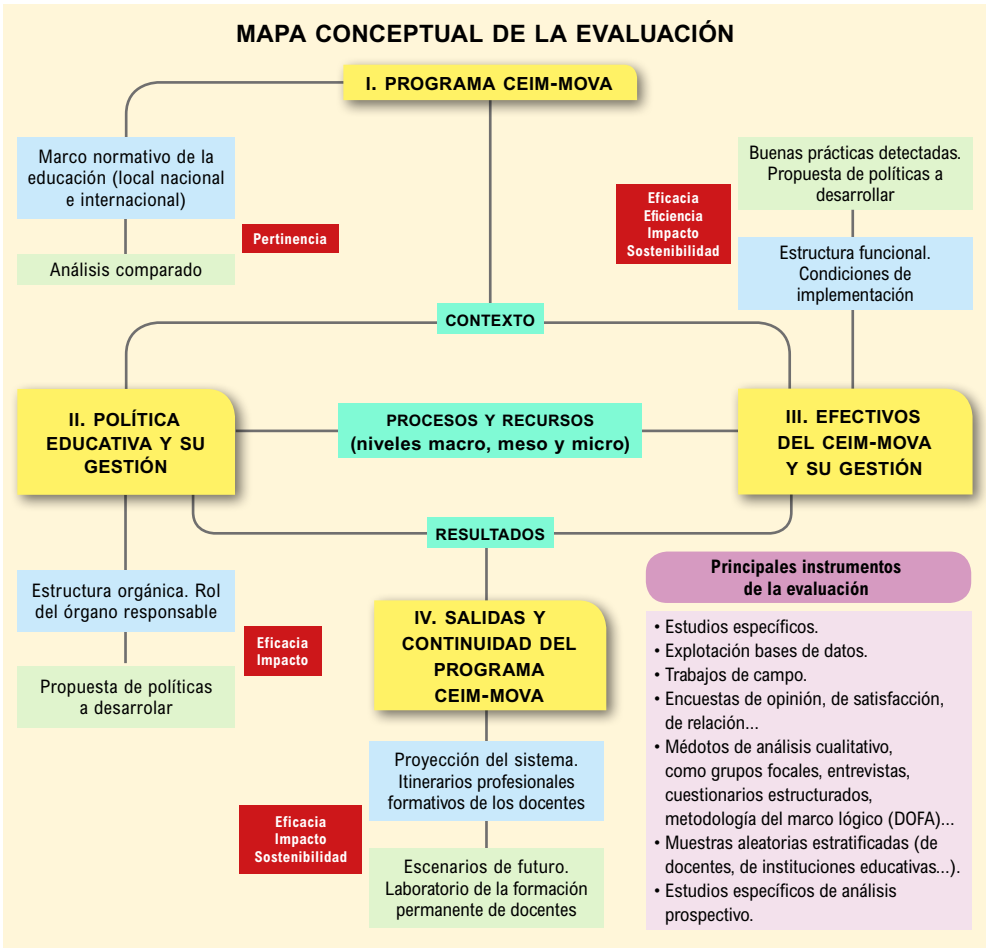 MAPA CONCEPTUAL DE LA EVALUACIÓN
I. PROGRAMA CEIM-MOVA
Marco normativo de la
educación (local nacional
e internacional)
Pertinencia
Análisis comparado
Buenas prácticas detectadas.
Propuesta de políticas a
desarrollar
Eficacia
Eficiencia
Impacto
Sostenibilidad
Estructura funcional.
Condiciones de
implementación
CONTEXTO
II. POLÍTICA
EDUCATIVA Y SU
GESTIÓN
PROCESOS Y RECURSOS
(niveles macro, meso y micro)
III. EFECTIVOS
DEL CEIM-MOVA
Y SU GESTIÓN
RESULTADOS
Estructura orgánica. Rol
del órgano responsable
Eficacia
Impacto
Propuesta de políticas
a desarrolar
IV. SALIDAS Y
CONTINUIDAD DEL
PROGRAMA
CEIM-MOVA
Proyección del sistema.
Itinerarios profesionales
formativos de los docentes
Eficacia
Impacto
Sostenibilidad
Escenarios de futuro.
Laboratorio de la formación
permanente de docentes
Principales instrumentos
de la evaluación
• Estudios específicos.
• Explotación bases de datos.
• Trabajos de campo.
• Encuestas de opinión, de satisfacción,
de relación...
• Médotos de análisis cualitativo,
como grupos focales, entrevistas,
cuestionarios estructurados,
metodología del marco lógico (DOFA)...
• Muestras aleatorias estratificadas (de
docentes, de instituciones educativas...).
• Estudios específicos de análisis
prospectivo.